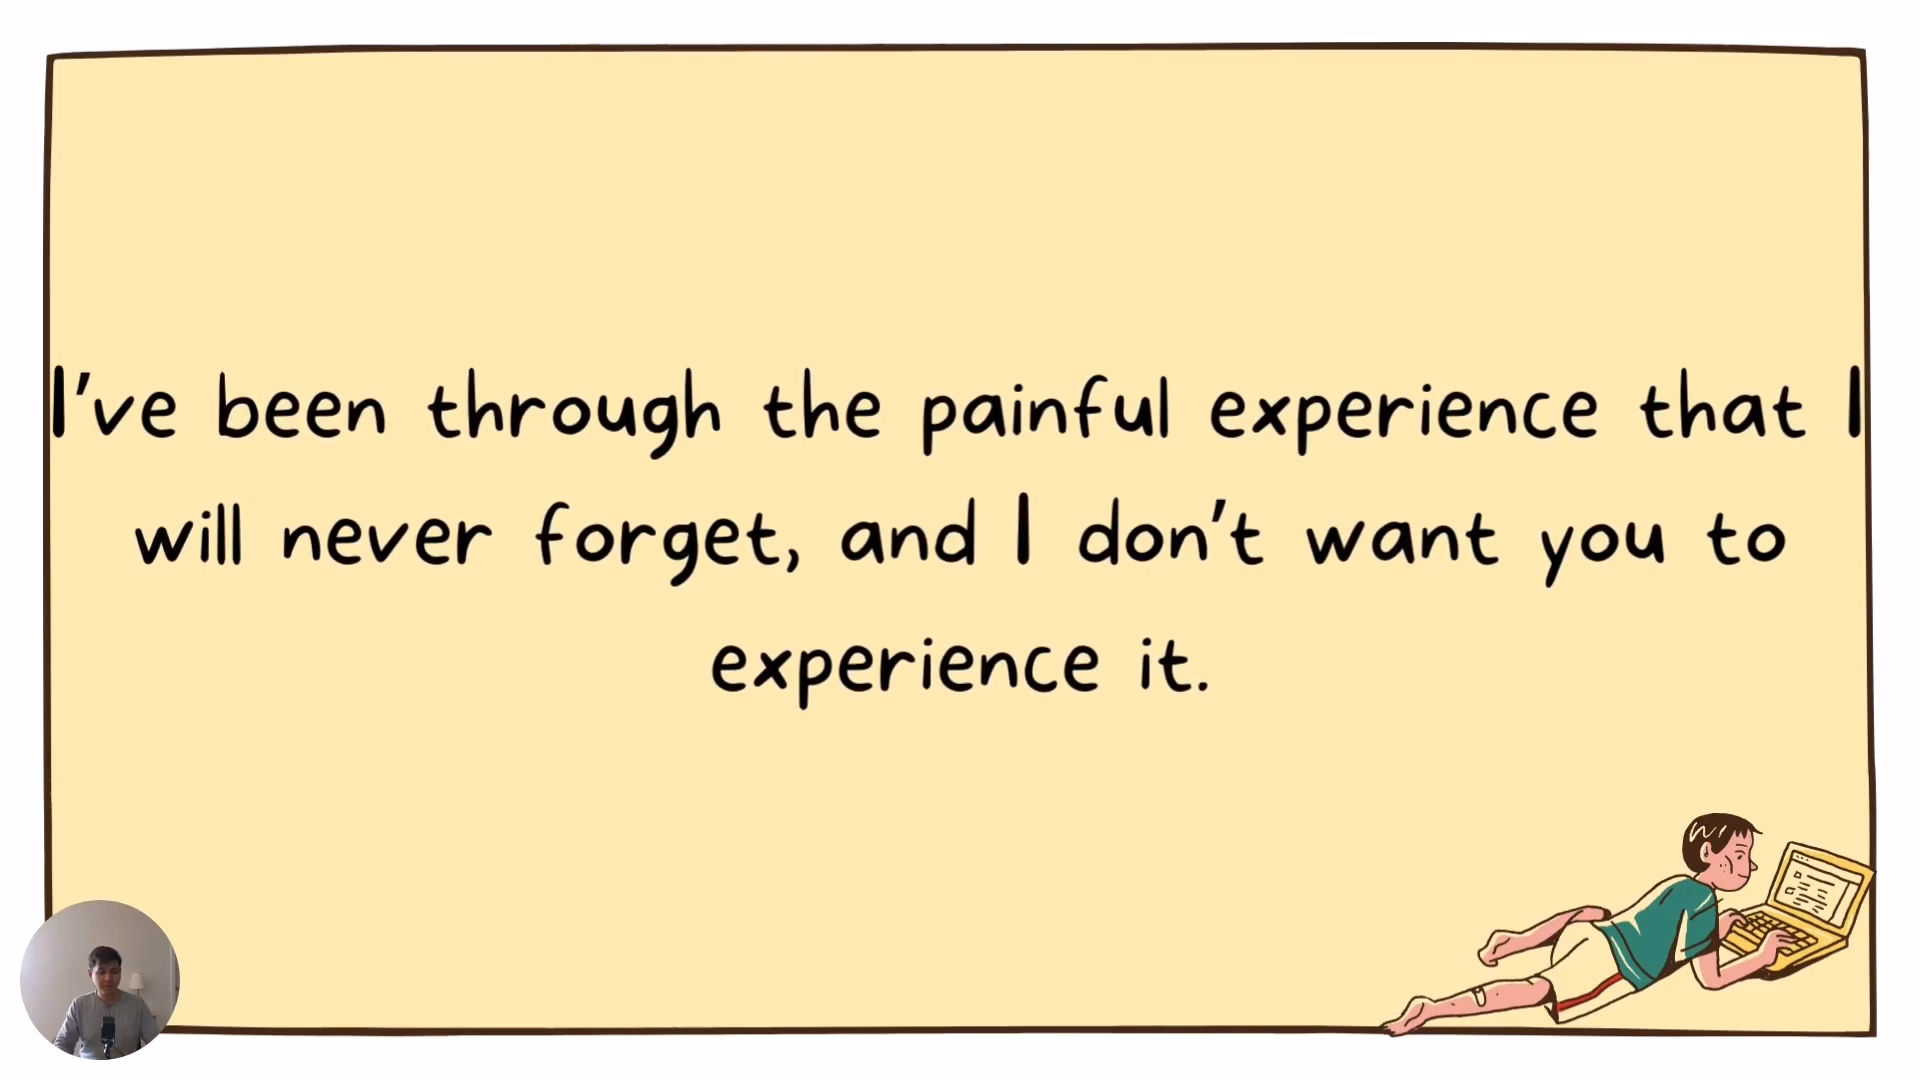 I've been through the painful experience that I
will never forget, and I don't want you to
experience it.